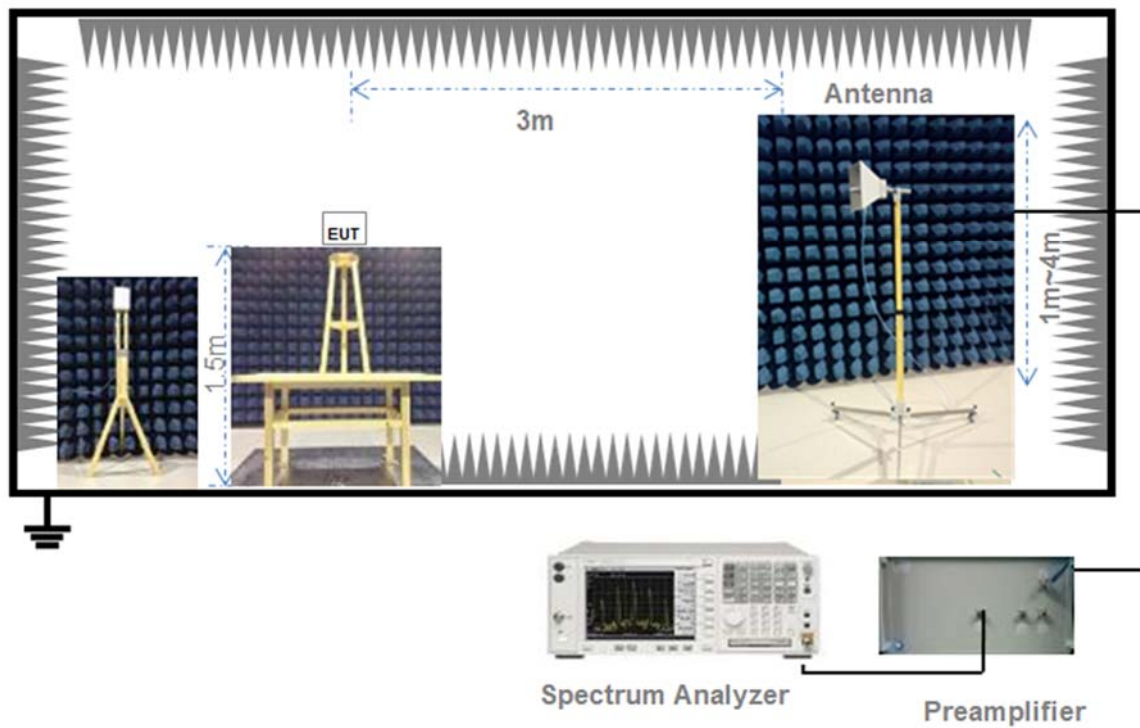 Antenna
3m
EUT
1.5m
1m~4m
Spectrum Analyzer
Preamplifier